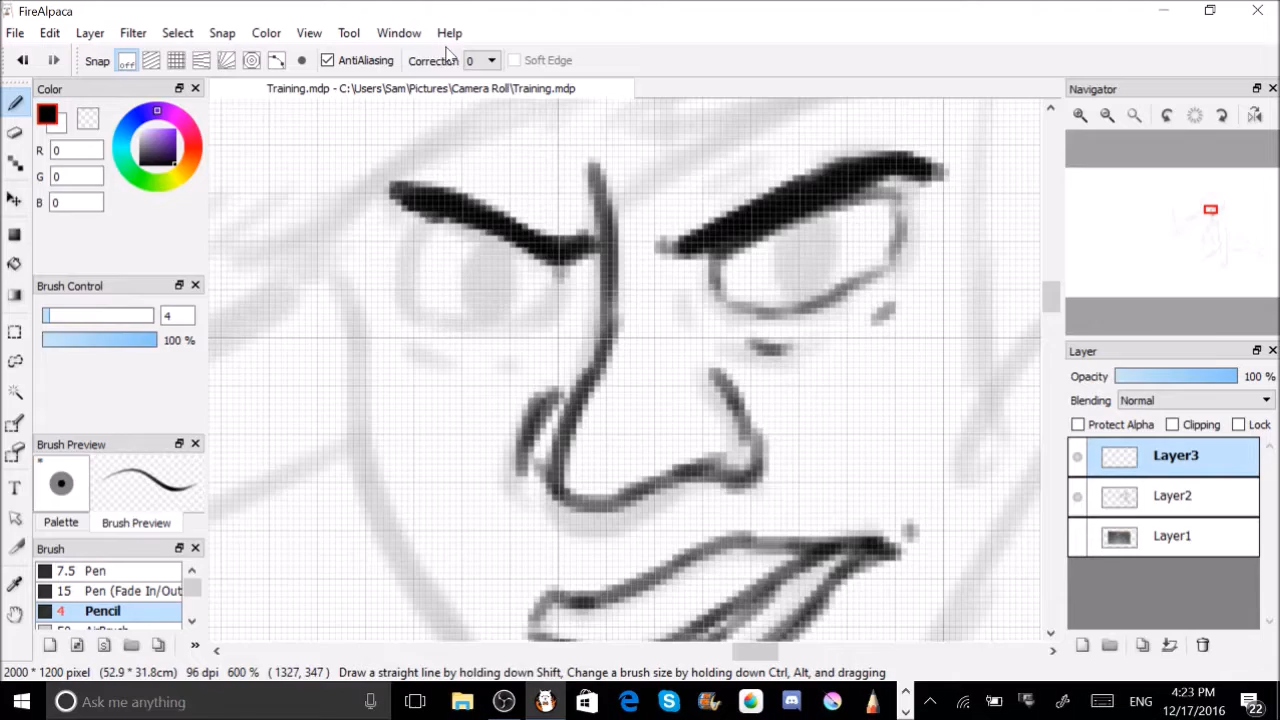 FireAlpaca
File Edit Layer Filter Select Snap Color View Tool Window Help
Snap off AntiAliasing Correction 0 Soft Edge
Color
Training.mdp - C:\Users\Sam\Pictures\Camera Roll\Training.mdp
Navigator
R 0
G 0
B 0
Brush Control
4
100 %
Layer
Opacity 100 %
Blending Normal
Protect Alpha Clipping Lock
Brush Preview
Layer3
Layer2
Layer1
T
Palette Brush Preview
Brush
7.5 Pen
15 Pen (Fade In/Out
4 Pencil
50 AirBrush
2000 * 1200 pixel (52.9 * 31.8cm) 96 dpi 600 % (1327, 347) Draw a straight line by holding down Shift, Change a brush size by holding down Ctrl, Alt, and dragging
Ask me anything
ENG
4:23 PM
12/17/2016
22